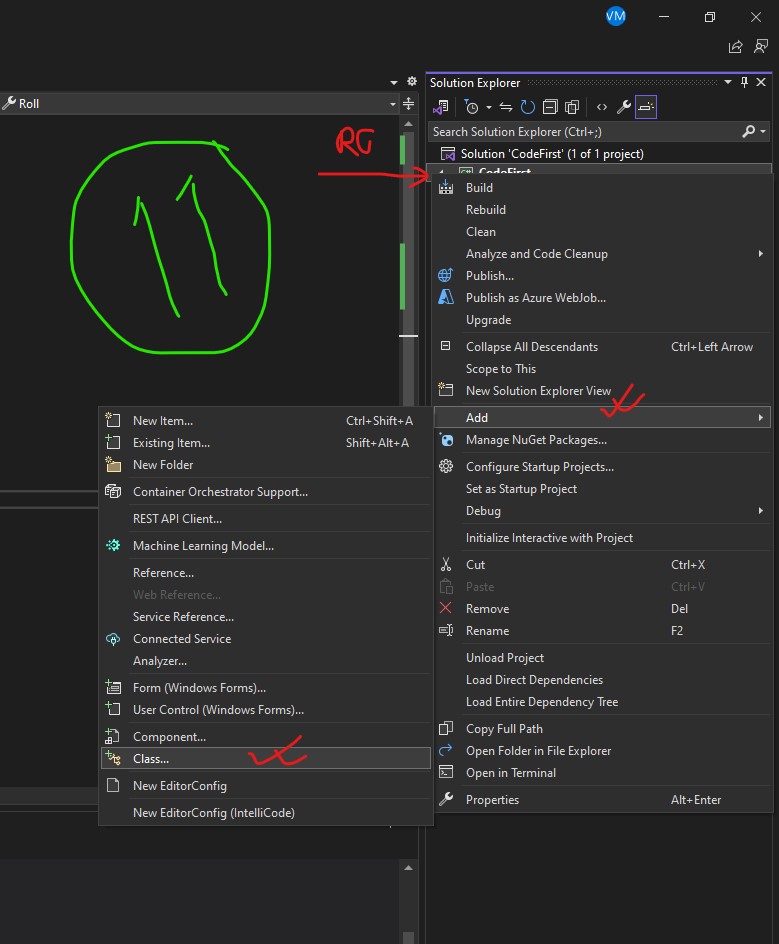 VM
Solution Explorer
Roll
RC
Search Solution Explorer (Ctrl+;)
Solution 'CodeFirst' (1 of 1 project)
CodeFirst
11
Build
Rebuild
Clean
Analyze and Code Cleanup
Publish...
Publish as Azure WebJob...
Upgrade
Collapse All Descendants Ctrl+Left Arrow
Scope to This
New Solution Explorer View
Add
Manage NuGet Packages...
Configure Startup Projects...
Set as Startup Project
Debug
Initialize Interactive with Project
Cut Ctrl+X
Paste Ctrl+V
Remove Del
Rename F2
Unload Project
Load Direct Dependencies
Load Entire Dependency Tree
Copy Full Path
Open Folder in File Explorer
Open in Terminal
Properties Alt+Enter
New Item... Ctrl+Shift+A
Existing Item... Shift+Alt+A
New Folder
Container Orchestrator Support...
REST API Client...
Machine Learning Model...
Reference...
Web Reference...
Service Reference...
Connected Service
Analyzer...
Form (Windows Forms)...
User Control (Windows Forms)...
Component...
Class...
New EditorConfig
New EditorConfig (IntelliCode)